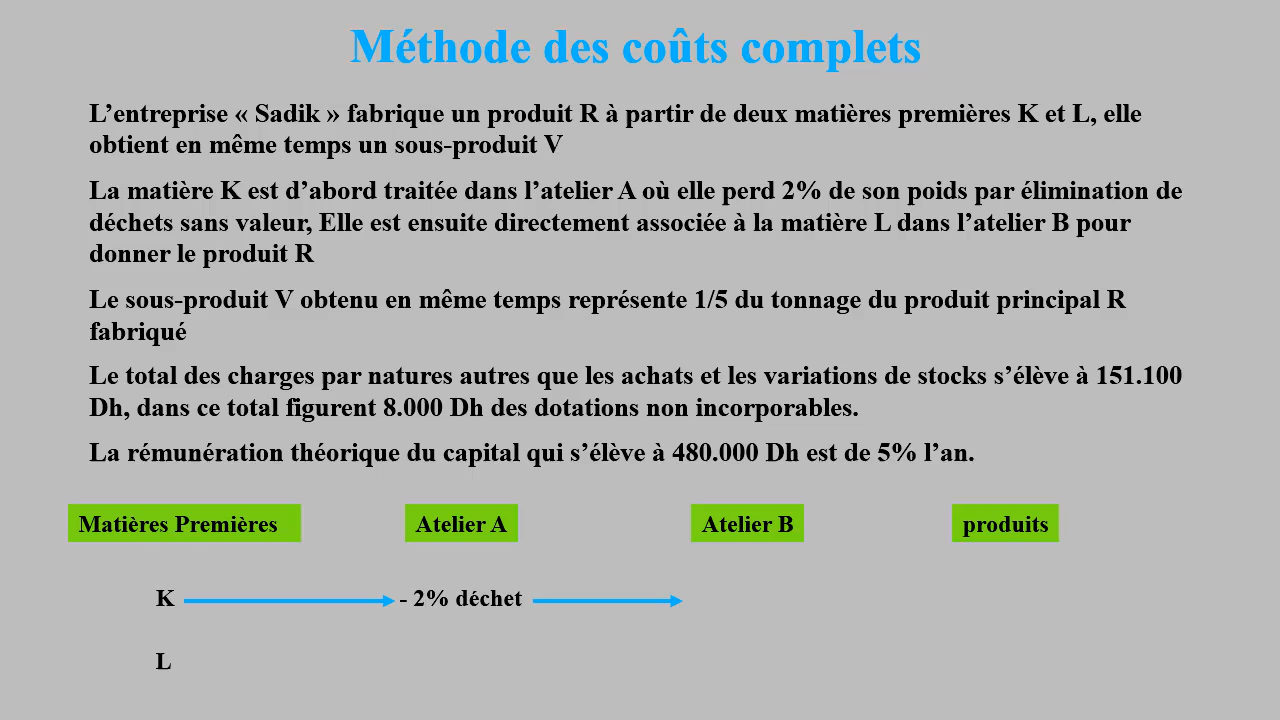 Méthode des coûts complets
L’entreprise « Sadik » fabrique un produit R à partir de deux matières premières K et L, elle
obtient en même temps un sous-produit V
La matière K est d’abord traitée dans l’atelier A où elle perd 2% de son poids par élimination de
déchets sans valeur, Elle est ensuite directement associée à la matière L dans l’atelier B pour
donner le produit R
Le sous-produit V obtenu en même temps représente 1/5 du tonnage du produit principal R
fabriqué
Le total des charges par natures autres que les achats et les variations de stocks s’élève à 151.100
Dh, dans ce total figurent 8.000 Dh des dotations non incorporables.
La rémunération théorique du capital qui s’élève à 480.000 Dh est de 5% l’an.
Matières Premières Atelier A Atelier B produits
K - 2% déchet
L